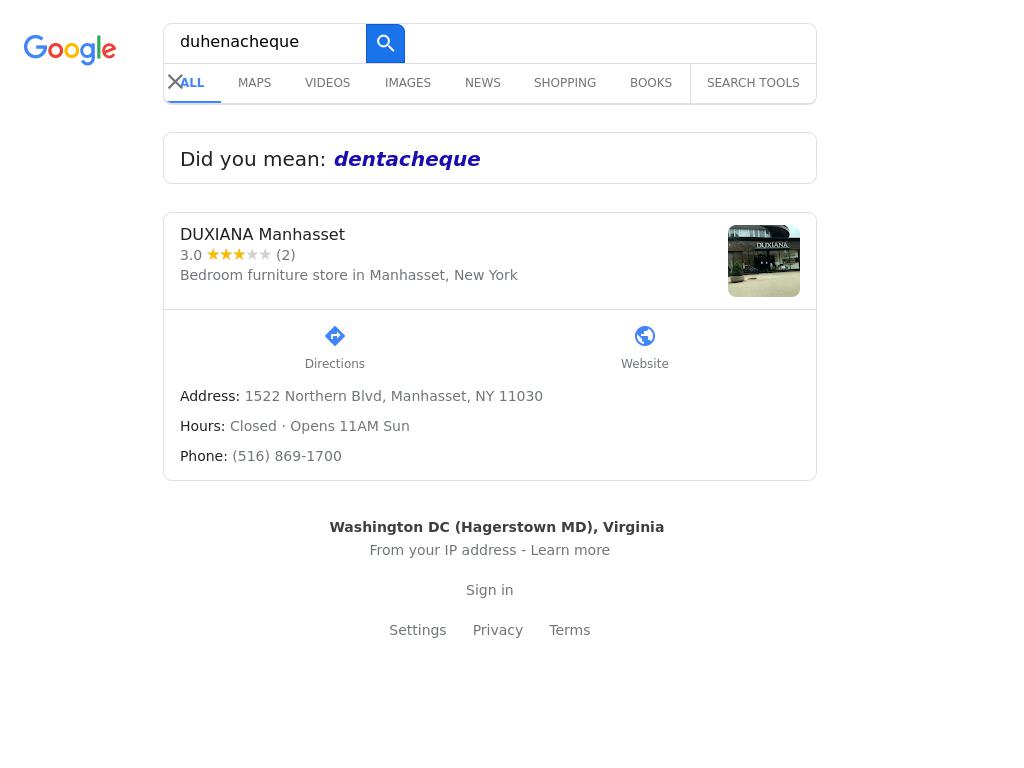 Google
duhenacheque
ALL MAPS VIDEOS IMAGES NEWS SHOPPING BOOKS SEARCH TOOLS
Did you mean: dentacheque
DUXIANA Manhasset
3.0 (2)
Bedroom furniture store in Manhasset, New York
DUXIANA
Directions Website
Address: 1522 Northern Blvd, Manhasset, NY 11030
Hours: Closed · Opens 11AM Sun
Phone: (516) 869-1700
Washington DC (Hagerstown MD), Virginia
From your IP address - Learn more
Sign in
Settings Privacy Terms